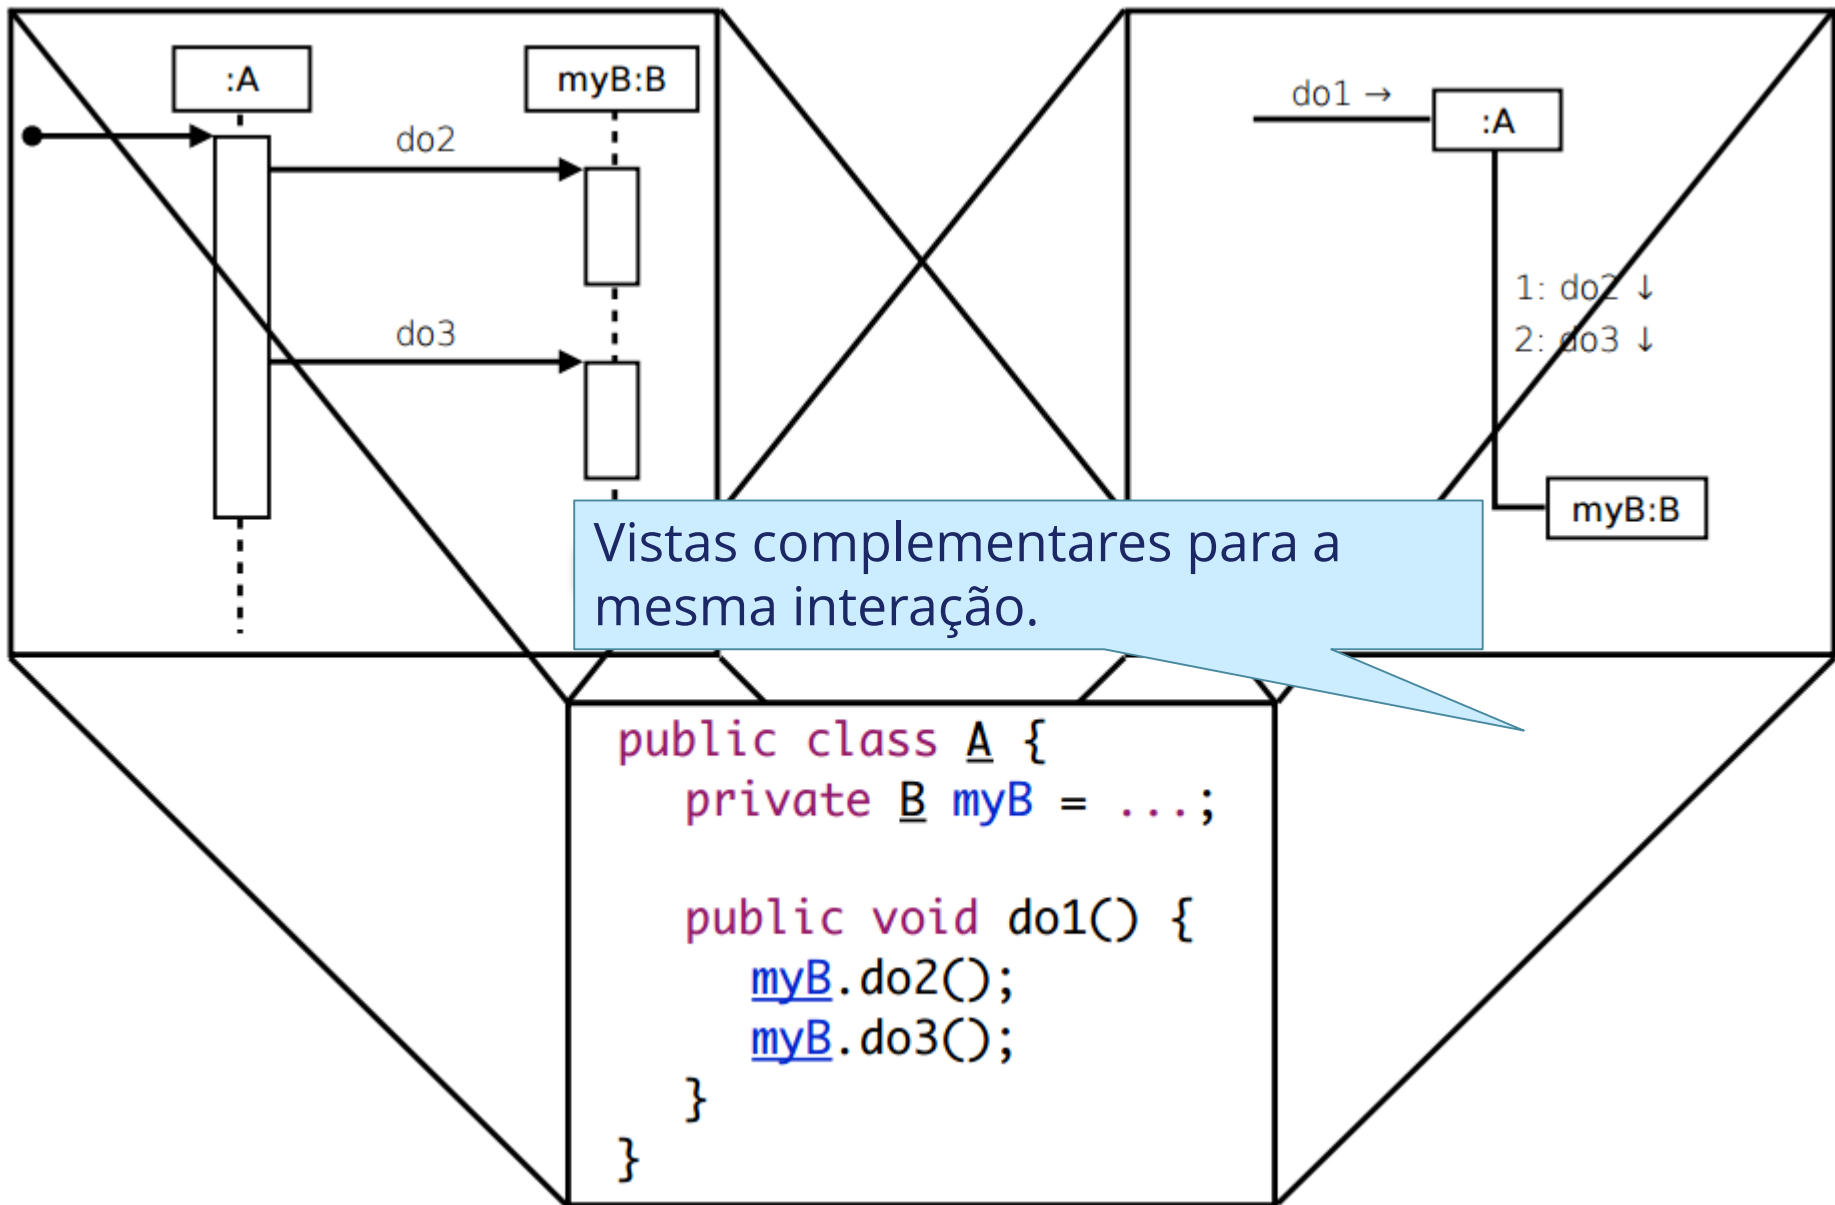 :A
myB:B
do2
do3
do1 →
:A
1: do2 ↓
2: do3 ↓
myB:B
Vistas complementares para a
mesma interação.
public class A {
private B myB = ...;
public void do1() {
myB.do2();
myB.do3();
}
}